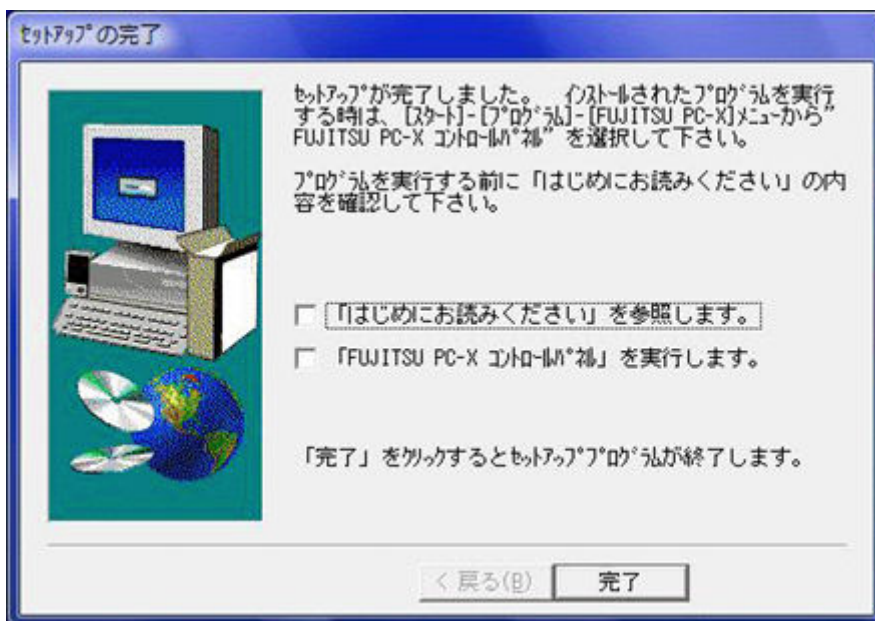 ｾｯﾄｱｯﾌﾟの完了
ｾｯﾄｱｯﾌﾟが完了しました。　ｲﾝｽﾄｰﾙされたﾌﾟﾛｸﾞﾗﾑを実行
する時は、[ｽﾀｰﾄ]-[ﾌﾟﾛｸﾞﾗﾑ]-[FUJITSU PC-X]ﾒﾆｭｰから”
FUJITSU PC-X ｺﾝﾄﾛｰﾙﾊﾟﾈﾙ” を選択して下さい。
ﾌﾟﾛｸﾞﾗﾑを実行する前に「はじめにお読みください」の内
容を確認して下さい。
「はじめにお読みください」を参照します。
「FUJITSU PC-X ｺﾝﾄﾛｰﾙﾊﾟﾈﾙ」を実行します。
「完了」をｸﾘｯｸするとｾｯﾄｱｯﾌﾟﾌﾟﾛｸﾞﾗﾑが終了します。
< 戻る(B)
完了